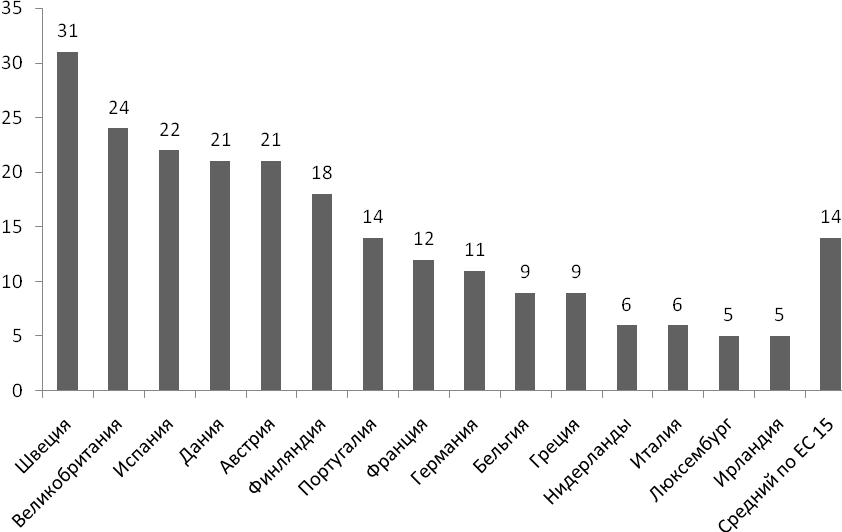 35
30
25
20
15
10
5
0
31
24
22
21
21
18
14
12
11
9
9
6
6
5
5
14
Швеция
Великобритания
Испания
Дания
Австрия
Финляндия
Португалия
Франция
Германия
Бельгия
Греция
Нидерланды
Италия
Люксембург
Ирландия
Средний по ЕС 15